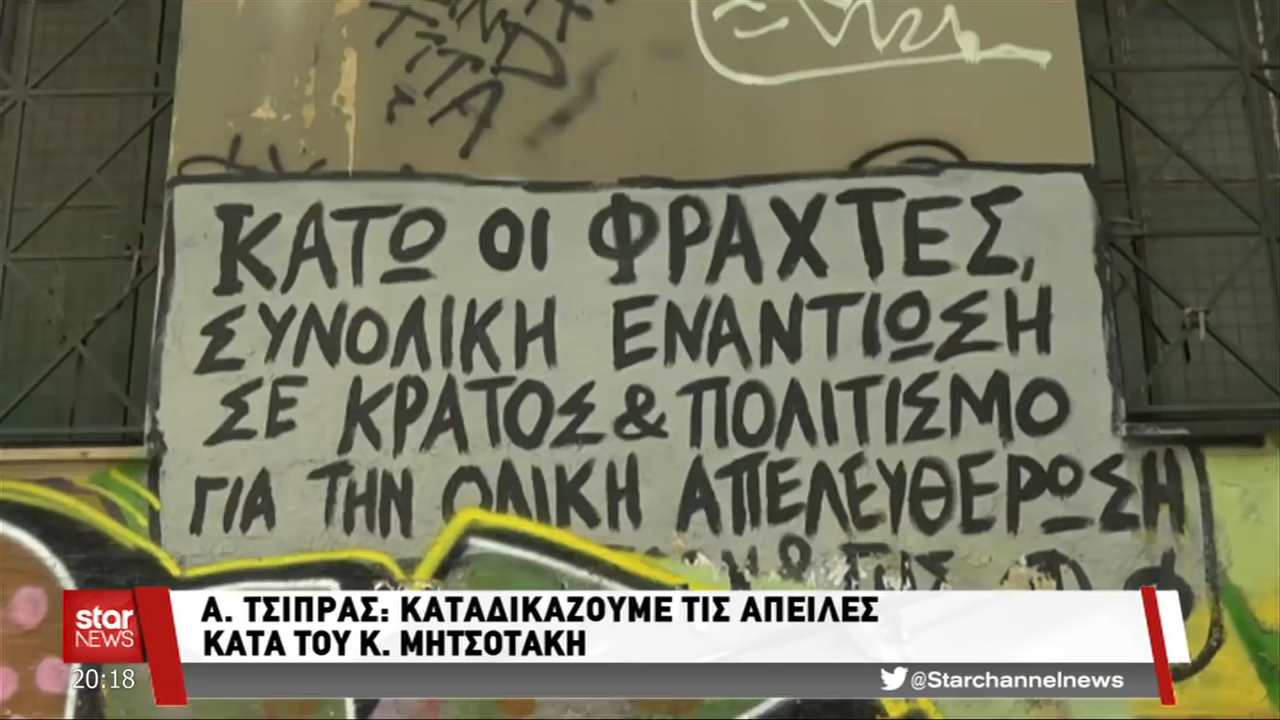 ΚΑΤΩ ΟΙ ΦΡΑΧΤΕΣ,
ΣΥΝΟΛΙΚΗ ΕΝΑΝΤΙΩΣΗ
ΣΕ ΚΡΑΤΟΣ & ΠΟΛΙΤΙΣΜΟ
ΓΙΑ ΤΗΝ ΟΛΙΚΗ ΑΠΕΛΕΥΘΕΡΩΣΗ
star
NEWS
Α. ΤΣΙΠΡΑΣ: ΚΑΤΑΔΙΚΑΖΟΥΜΕ ΤΙΣ ΑΠΕΙΛΕΣ
ΚΑΤΑ ΤΟΥ Κ. ΜΗΤΣΟΤΑΚΗ
20:18
@Starchannelnews